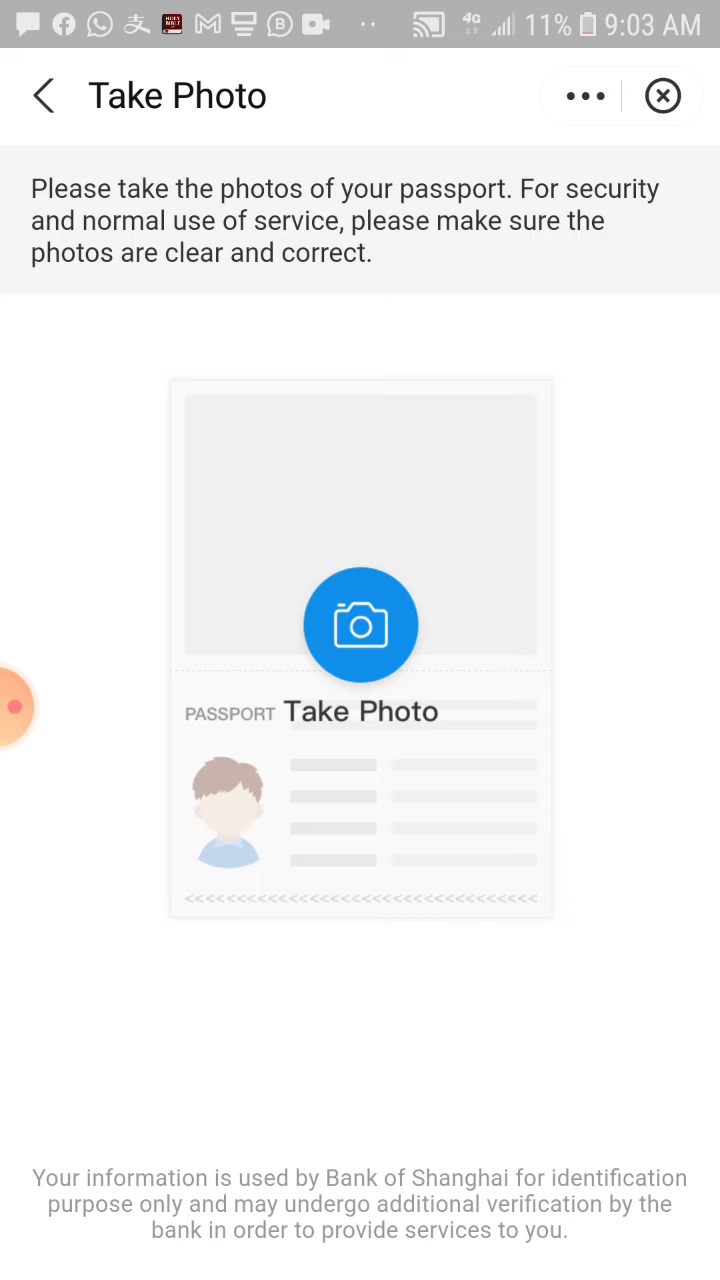 4G 11% 9:03 AM
Take Photo
Please take the photos of your passport. For security
and normal use of service, please make sure the
photos are clear and correct.
PASSPORT Take Photo
<<<<<<<<<<<<<<<<<<<<<<<<<<<<<<<<<<
Your information is used by Bank of Shanghai for identification
purpose only and may undergo additional verification by the
bank in order to provide services to you.